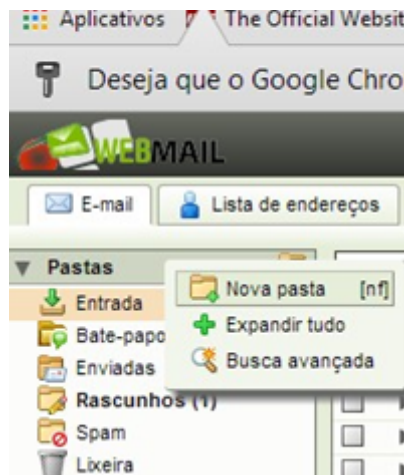 Aplicativos The Official Websit
Deseja que o Google Chro
WEBMAIL
E-mail Lista de endereços
Pastas
Entrada
Nova pasta [nf]
Bate-papo
Expandir tudo
Enviadas
Busca avançada
Rascunhos (1)
Spam
Lixeira